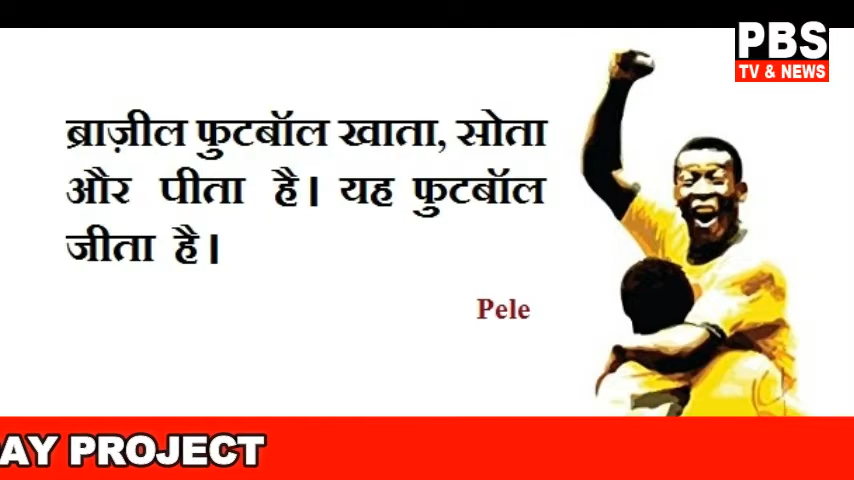 PBS
TV & NEWS
ब्राज़ील फुटबॉल खाता, सोता
और पीता है। यह फुटबॉल
जीता है।
Pele
AY PROJECT